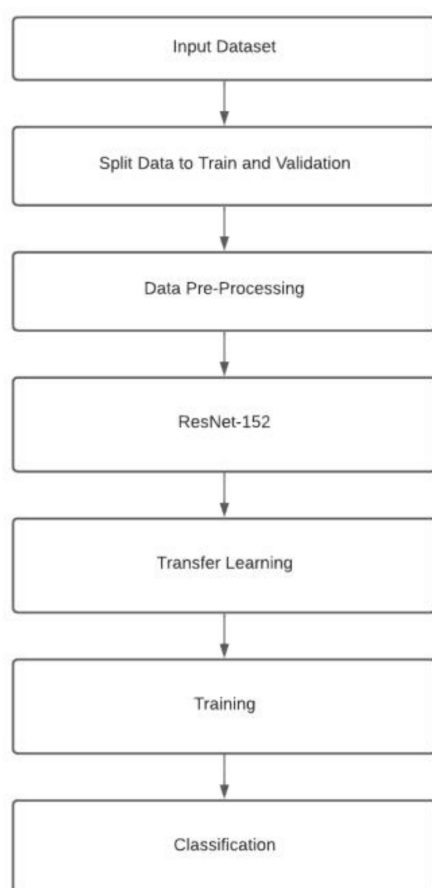 Input Dataset
Split Data to Train and Validation
Data Pre-Processing
ResNet-152
Transfer Learning
Training
Classification